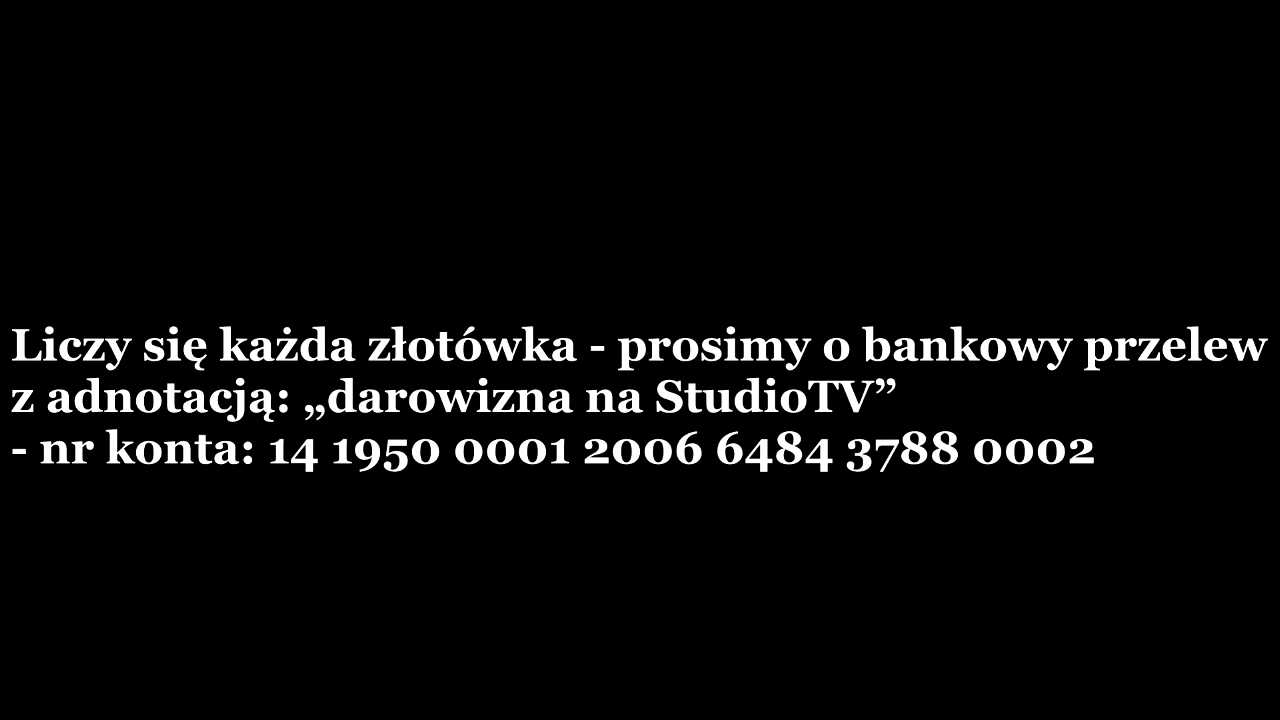 Liczy się każda złotówka - prosimy o bankowy przelew
z adnotacją: „darowizna na StudioTV”
- nr konta: 14 1950 0001 2006 6484 3788 0002